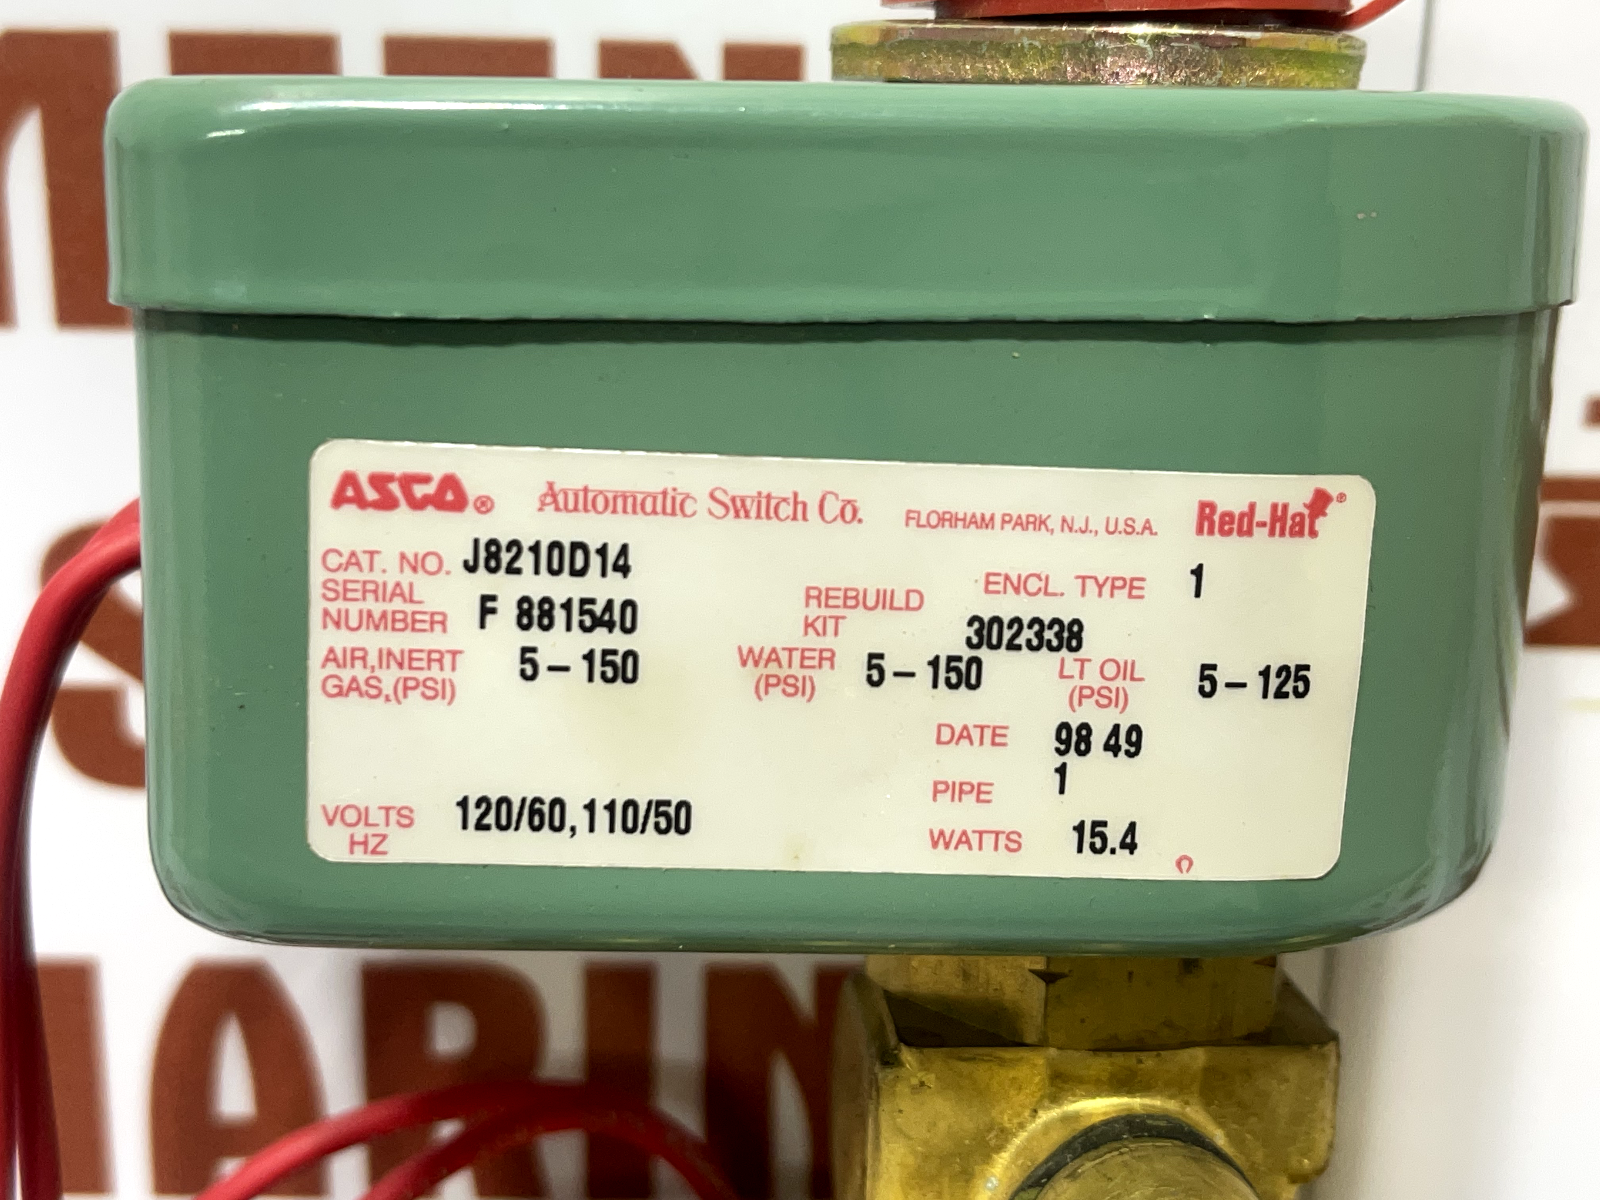 ASCO® Automatic Switch Co. FLORHAM PARK, N.J., U.S.A. Red-Hat®
CAT. NO. J8210D14
ENCL. TYPE 1
SERIAL
NUMBER F 881540
REBUILD
KIT 302338
AIR,INERT
GAS,(PSI) 5 – 150
WATER
(PSI) 5 – 150
LT OIL
(PSI) 5 – 125
DATE 98 49
PIPE 1
VOLTS
HZ 120/60,110/50
WATTS 15.4